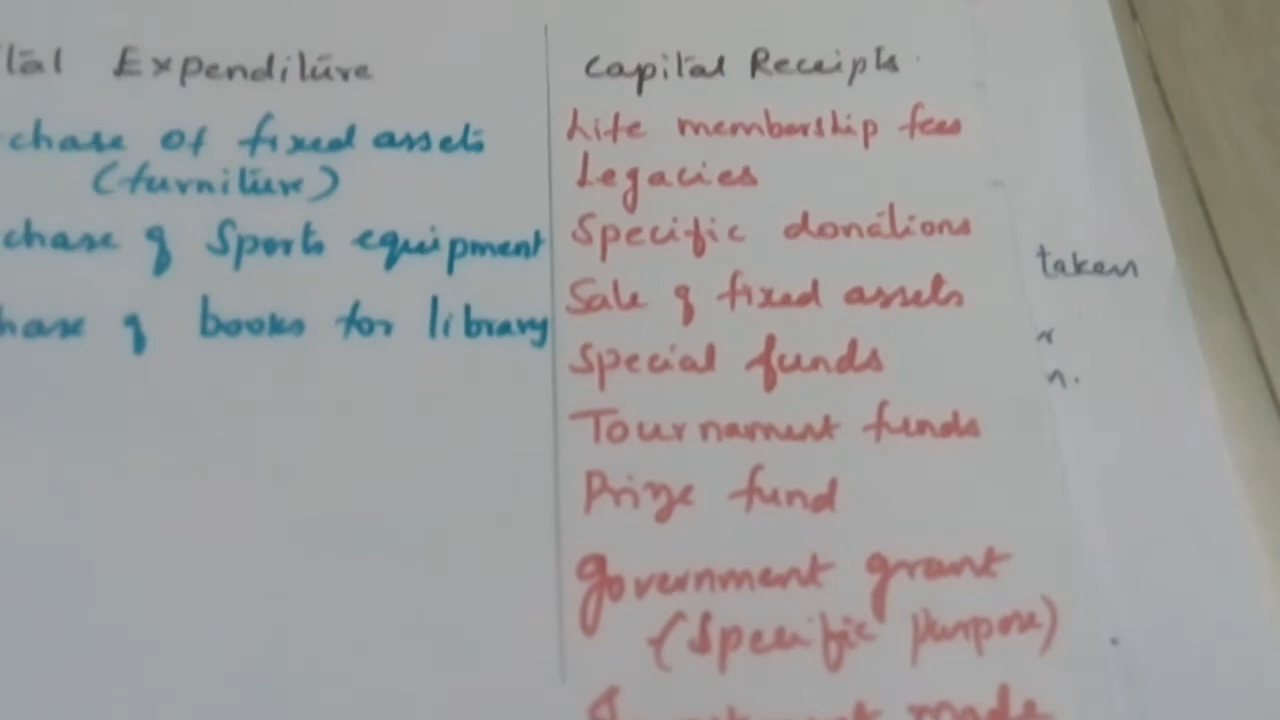 Expenditure
chase of fixed assets
(furniture)
chase of Sports equipment
hase of books for library
Capital Receipts
Life membership fees
Legacies
Specific donations
Sale of fixed assets
Special funds
Tournament funds
Prize fund
Government grant
(Specific Purpose)
made
taken
n.